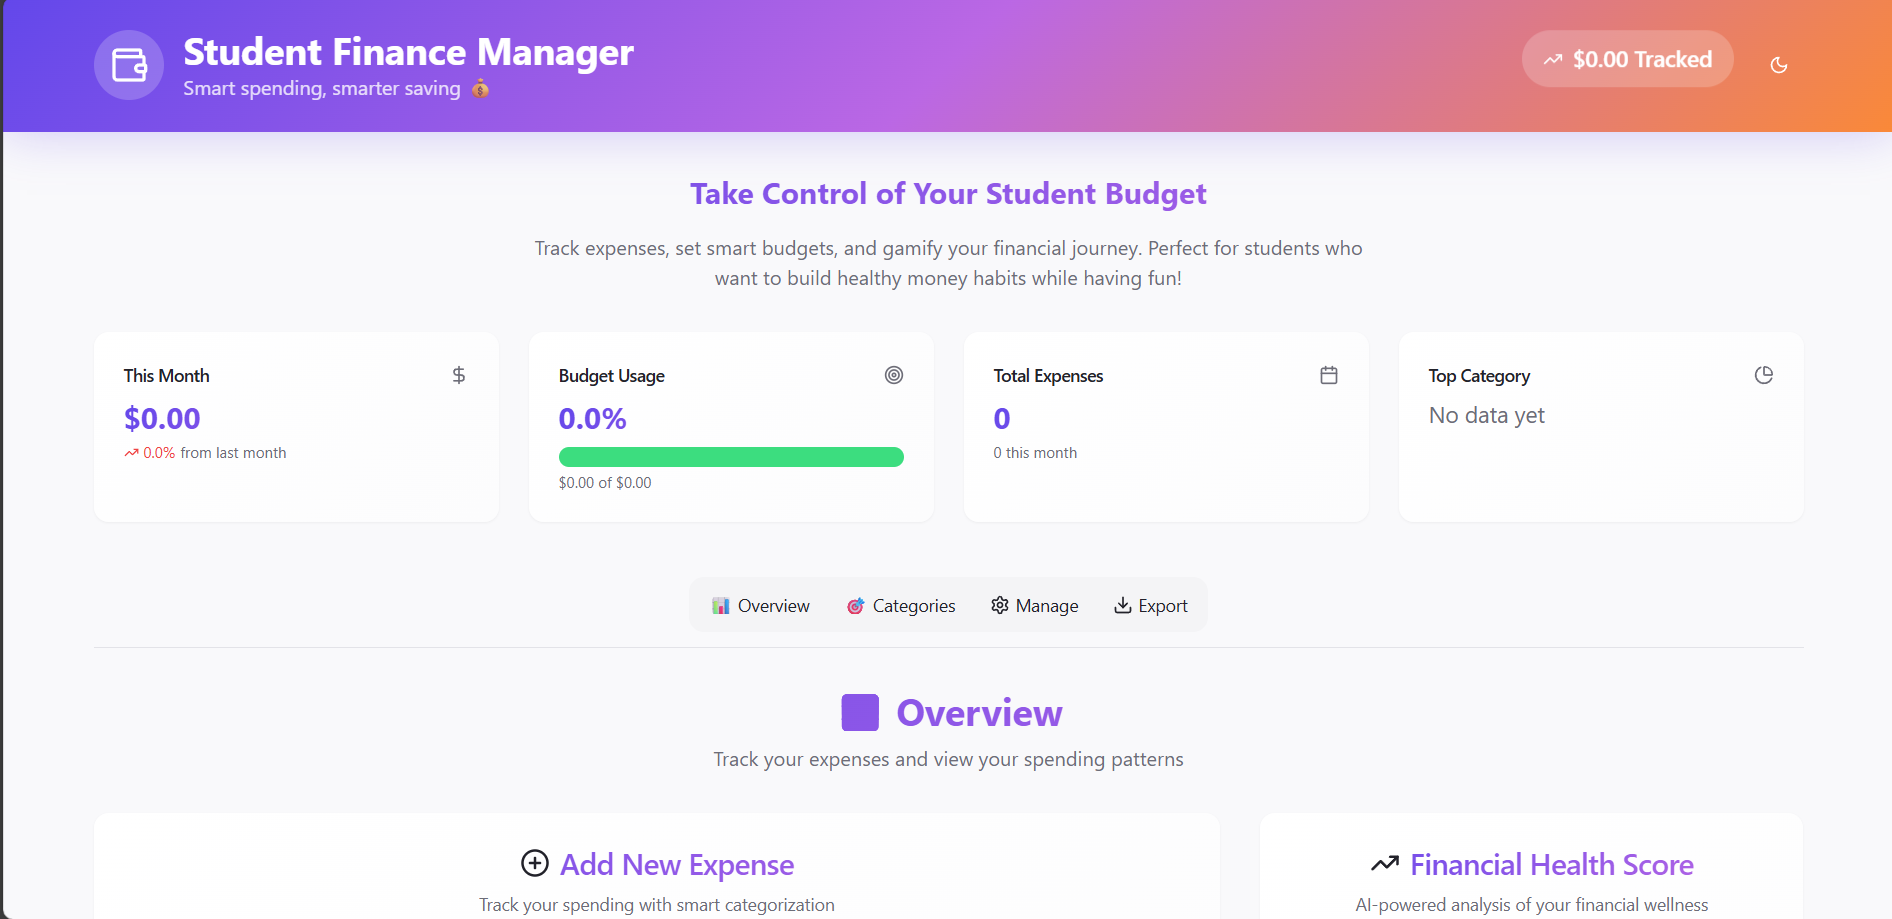 Student Finance Manager
Smart spending, smarter saving 💰
$0.00 Tracked
Take Control of Your Student Budget
Track expenses, set smart budgets, and gamify your financial journey. Perfect for students who
want to build healthy money habits while having fun!
This Month
$0.00
0.0% from last month
Budget Usage
0.0%
$0.00 of $0.00
Total Expenses
0
0 this month
Top Category
No data yet
📊 Overview
🎯 Categories
Manage
Export
Overview
Track your expenses and view your spending patterns
Add New Expense
Track your spending with smart categorization
Financial Health Score
AI-powered analysis of your financial wellness